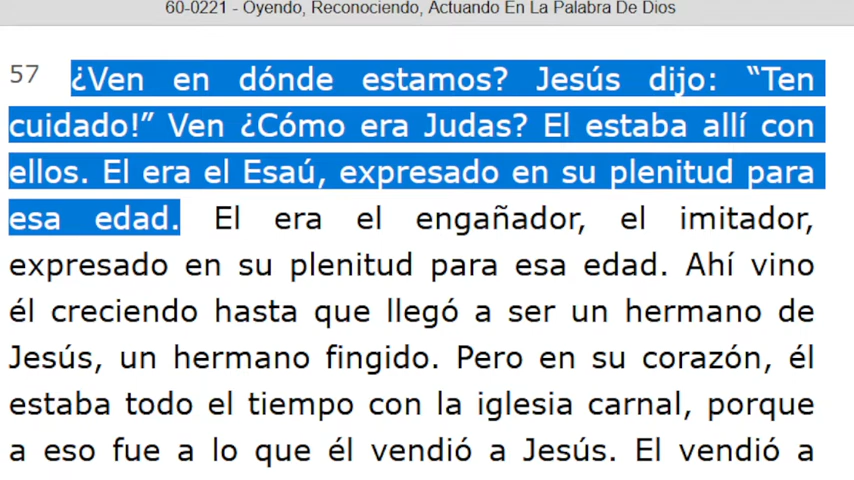 60-0221 - Oyendo, Reconociendo, Actuando En La Palabra De Dios
57 ¿Ven en dónde estamos? Jesús dijo: “Ten
cuidado!” Ven ¿Cómo era Judas? El estaba allí con
ellos. El era el Esaú, expresado en su plenitud para
esa edad. El era el engañador, el imitador,
expresado en su plenitud para esa edad. Ahí vino
él creciendo hasta que llegó a ser un hermano de
Jesús, un hermano fingido. Pero en su corazón, él
estaba todo el tiempo con la iglesia carnal, porque
a eso fue a lo que él vendió a Jesús. El vendió a